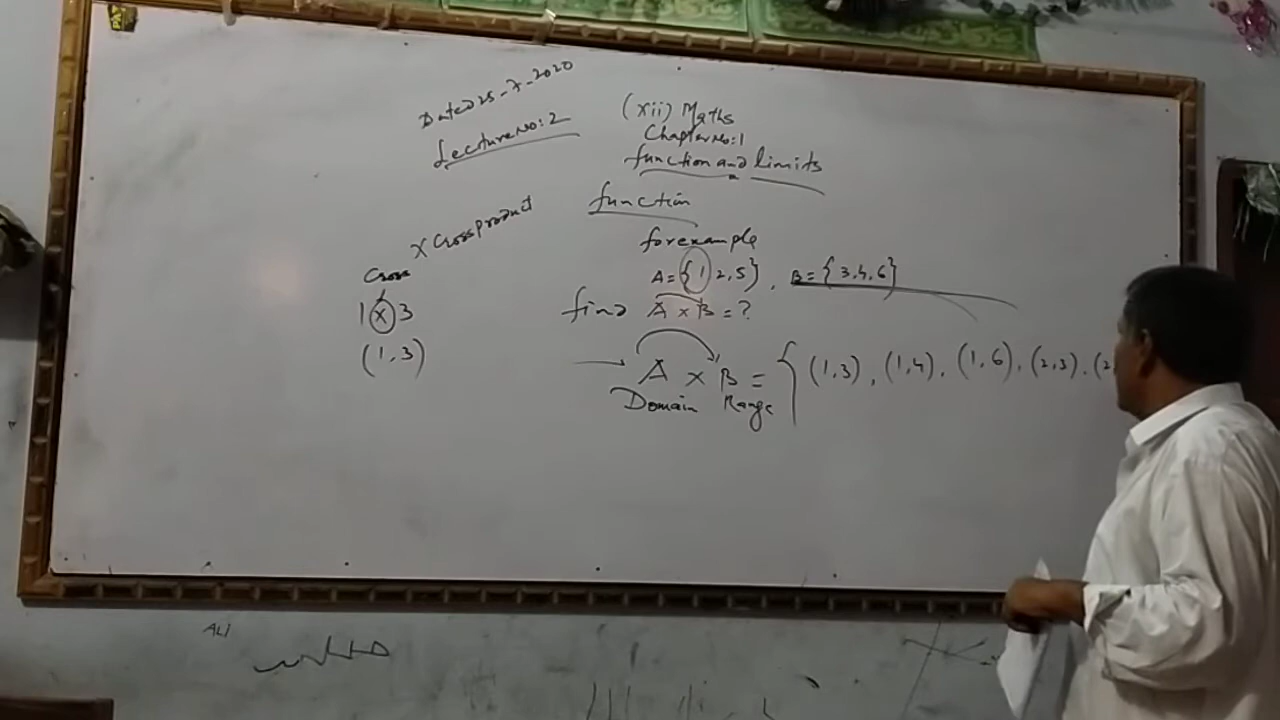 Dated 25-7-2020
Lecture No: 2
(xii) Maths
Chapter No: 1
function and limits
function
X Cross product
for example
Cross
A = {1, 2, 5}, B = {3, 4, 6}
1 x 3
find A x B = ?
(1, 3)
A x B = { (1, 3), (1, 4), (1, 6), (2, 3), (2
Domain Range
ALI